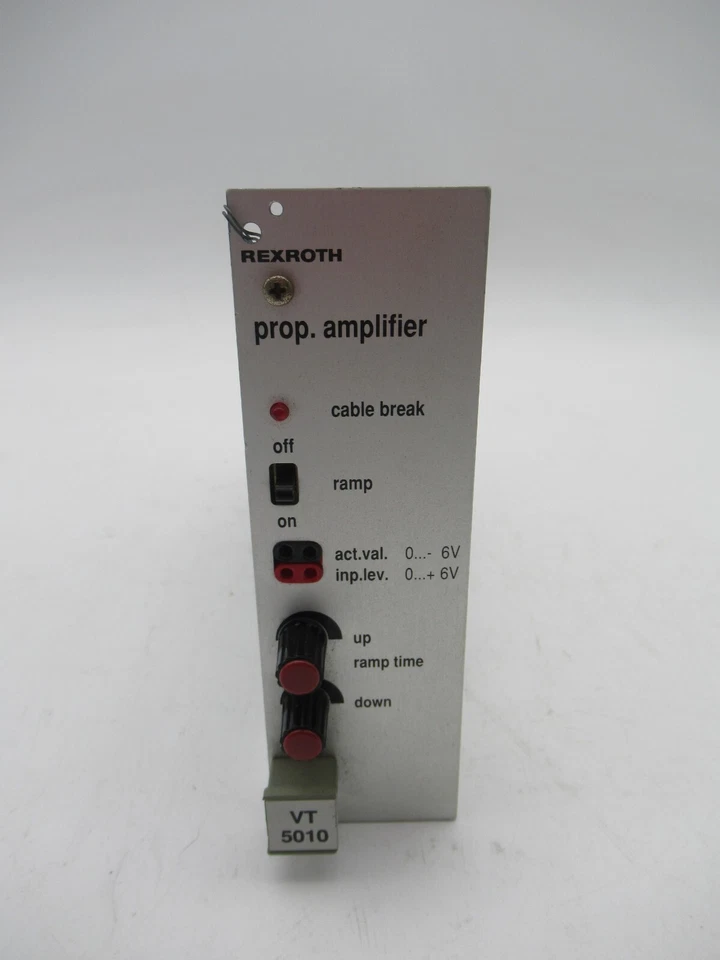 REXROTH
prop. amplifier
cable break
off
ramp
on
act.val. 0...- 6V
inp.lev. 0...+ 6V
up
ramp time
down
VT
5010